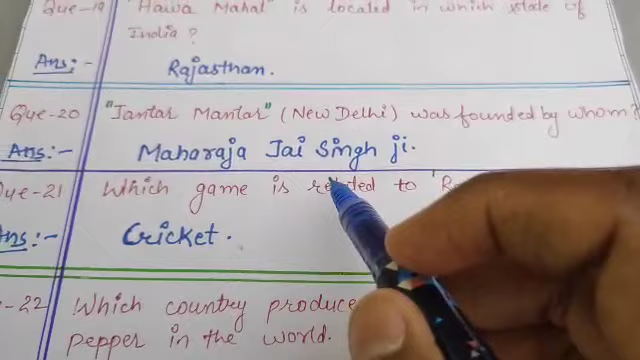 Que-19 "Hawa Mahal" is located in which state of
India?
Ans:- Rajasthan.
Que-20 "Jantar Mantar" (New Delhi) was founded by whom?
Ans:- Maharaja Jai Singh ji.
Que-21 Which game is related to
Ans:- Cricket.
-22 Which country produce
pepper in the world.